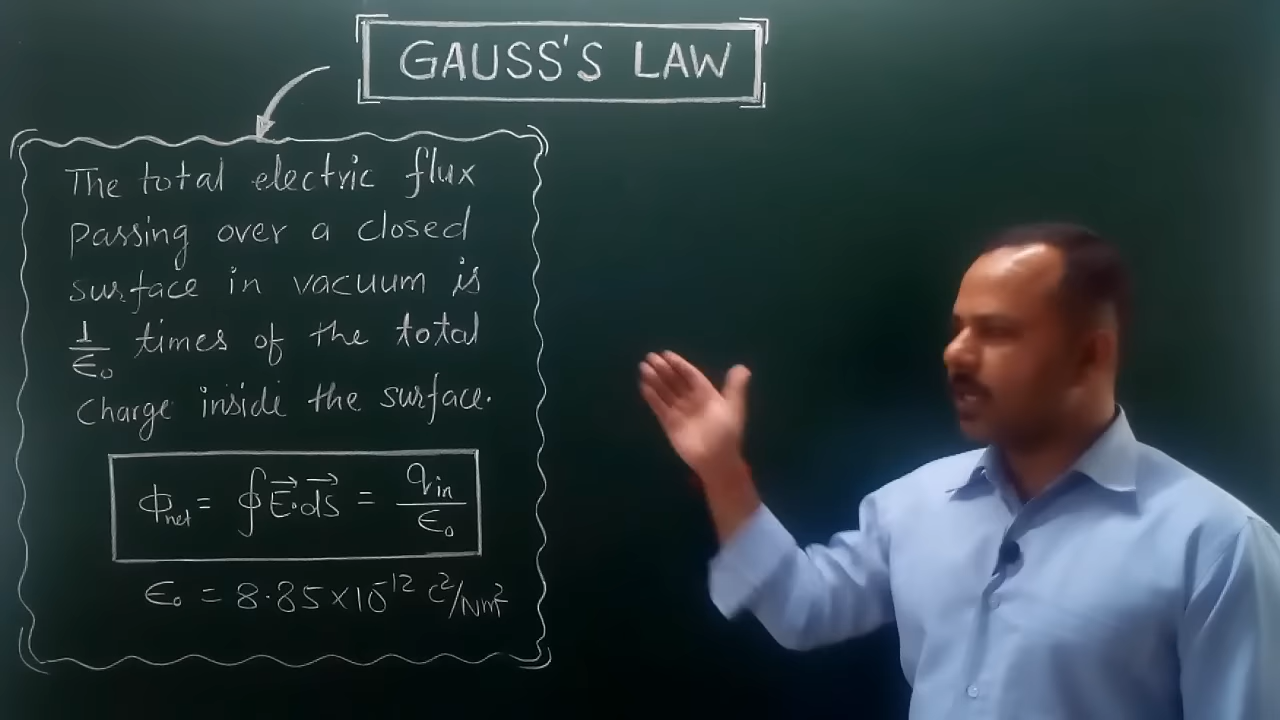 GAUSS'S LAW
The total electric flux
passing over a closed
surface in vacuum is
1/ϵ₀ times of the total
Charge inside the surface.
ϕnet = ∮E⃗.d⃗s = qin/ϵ₀
ϵ₀ = 8.85×10⁻¹² C²/Nm²